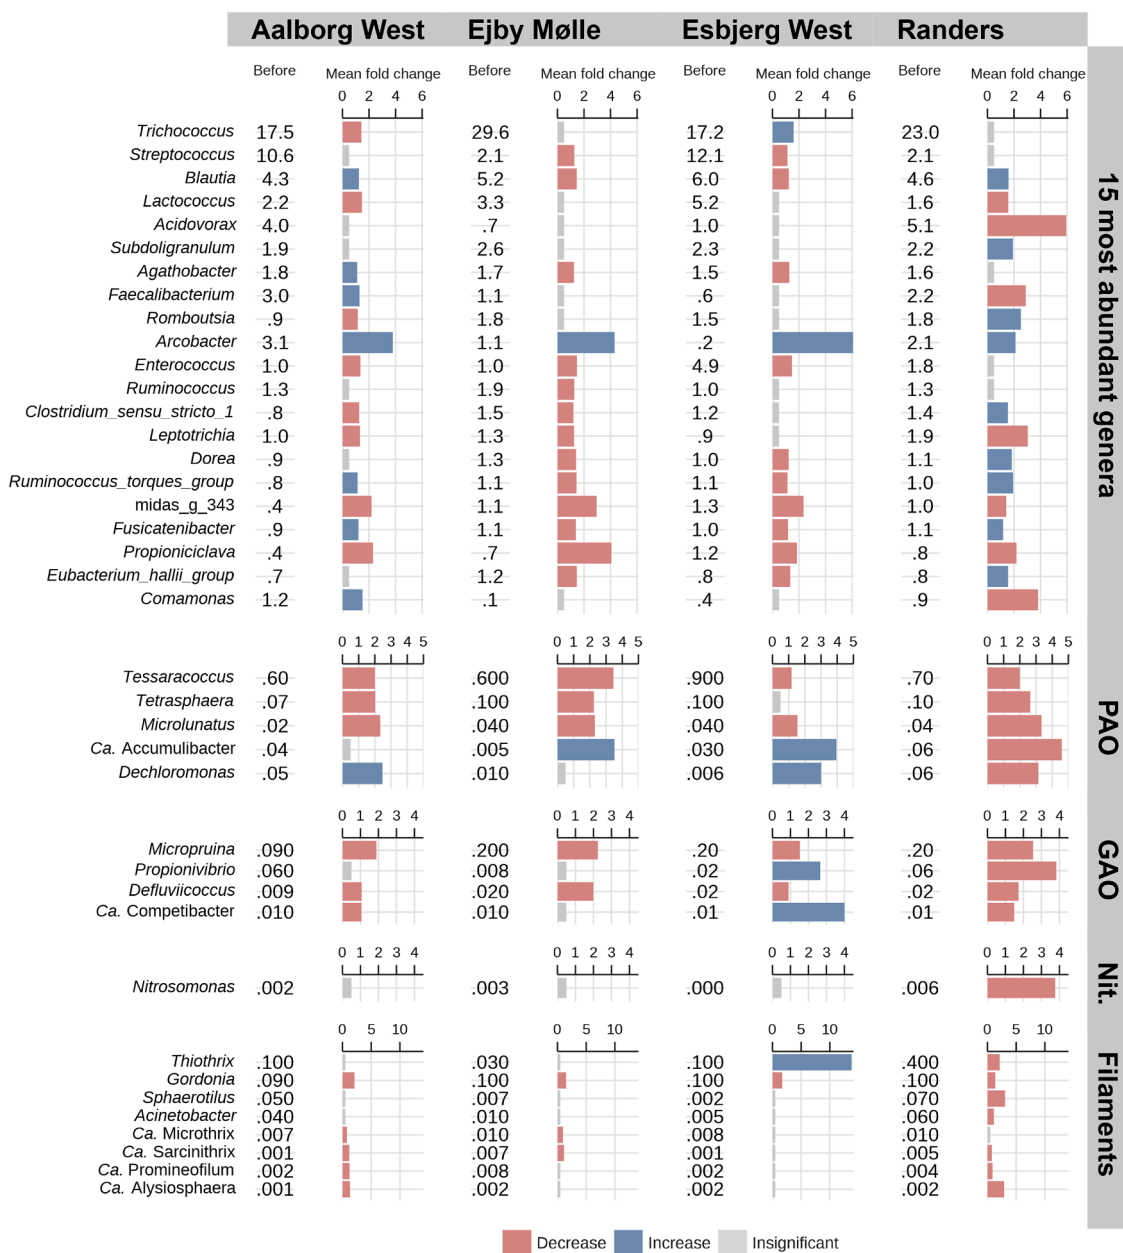 Aalborg West Ejby Mølle Esbjerg West Randers
Before Mean fold change Before Mean fold change Before Mean fold change Before Mean fold change
0 2 4 6 0 2 4 6 0 2 4 6 0 2 4 6
Trichococcus 17.5 29.6 17.2 23.0
Streptococcus 10.6 2.1 12.1 2.1
Blautia 4.3 5.2 6.0 4.6
Lactococcus 2.2 3.3 5.2 1.6
Acidovorax 4.0 .7 1.0 5.1
Subdoligranulum 1.9 2.6 2.3 2.2
Agathobacter 1.8 1.7 1.5 1.6
Faecalibacterium 3.0 1.1 .6 2.2
Romboutsia .9 1.8 1.5 1.8
Arcobacter 3.1 1.1 .2 2.1
Enterococcus 1.0 1.0 4.9 1.8
Ruminococcus 1.3 1.9 1.0 1.3
Clostridium_sensu_stricto_1 .8 1.5 1.2 1.4
Leptotrichia 1.0 1.3 .9 1.9
Dorea .9 1.3 1.0 1.1
Ruminococcus_torques_group .8 1.1 1.1 1.0
midas_g_343 .4 1.1 1.3 1.0
Fusicatenibacter .9 1.1 1.0 1.1
Propioniciclava .4 .7 1.2 .8
Eubacterium_hallii_group .7 1.2 .8 .8
Comamonas 1.2 .1 .4 .9
15 most abundant genera
0 1 2 3 4 5 0 1 2 3 4 5 0 1 2 3 4 5 0 1 2 3 4 5
Tessaracoccus .60 .600 .900 .70
Tetrasphaera .07 .100 .100 .10
Microlunatus .02 .040 .040 .04
Ca. Accumulibacter .04 .005 .030 .06
Dechloromonas .05 .010 .006 .06
PAO
0 1 2 3 4 0 1 2 3 4 0 1 2 3 4 0 1 2 3 4
Micropruina .090 .200 .20 .20
Propionivibrio .060 .008 .02 .06
Defluviicoccus .009 .020 .02 .02
Ca. Competibacter .010 .010 .01 .01
GAO
0 1 2 3 4 0 1 2 3 4 0 1 2 3 4 0 1 2 3 4
Nitrosomonas .002 .003 .000 .006
Nit.
0 5 10 0 5 10 0 5 10 0 5 10
Thiothrix .100 .030 .100 .400
Gordonia .090 .100 .100 .100
Sphaerotilus .050 .007 .002 .070
Acinetobacter .040 .010 .005 .060
Ca. Microthrix .007 .010 .008 .010
Ca. Sarcinithrix .001 .007 .001 .005
Ca. Promineofilum .002 .008 .002 .004
Ca. Alysiosphaera .001 .002 .002 .002
Filaments
Decrease Increase Insignificant